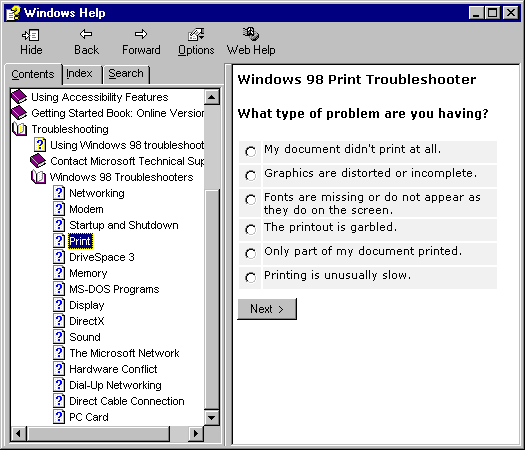 Windows Help
Hide Back Forward Options Web Help
Contents Index Search
Using Accessibility Features
Getting Started Book: Online Version
Troubleshooting
Using Windows 98 troubleshoot
Contact Microsoft Technical Sup
Windows 98 Troubleshooters
Networking
Modem
Startup and Shutdown
Print
DriveSpace 3
Memory
MS-DOS Programs
Display
DirectX
Sound
The Microsoft Network
Hardware Conflict
Dial-Up Networking
Direct Cable Connection
PC Card
Windows 98 Print Troubleshooter
What type of problem are you having?
My document didn't print at all.
Graphics are distorted or incomplete.
Fonts are missing or do not appear as
they do on the screen.
The printout is garbled.
Only part of my document printed.
Printing is unusually slow.
Next >